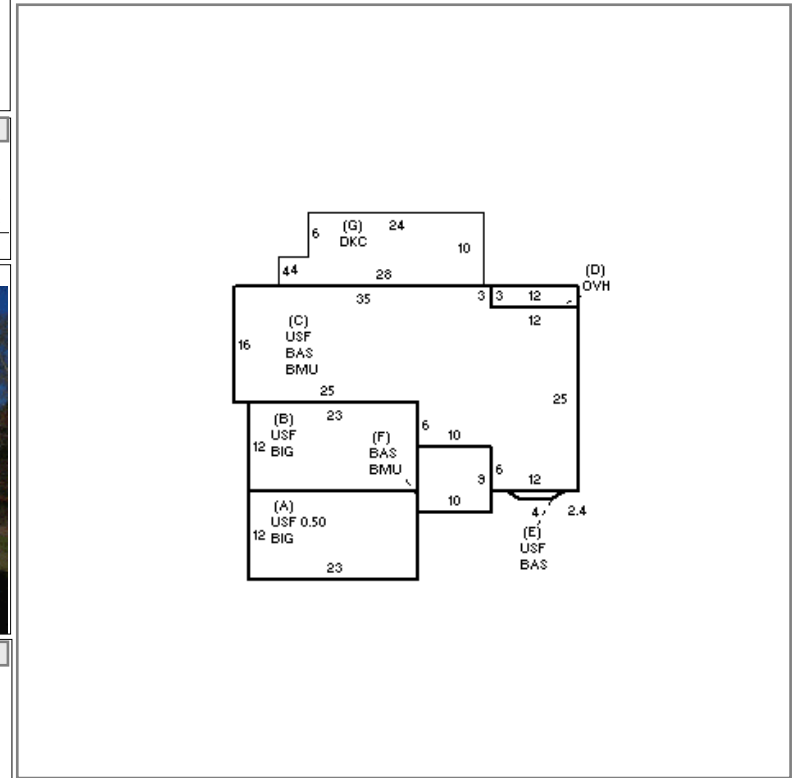 6
(G)
DKC
24
10
44
28
(D)
OVH
35
3
3
12
12
16
(C)
USF
BAS
BMU
25
25
(B)
USF
BIG
23
12
(F)
BAS
BMU
6
10
9
6
12
10
(A)
USF 0.50
BIG
12
23
4
2.4
(E)
USF
BAS